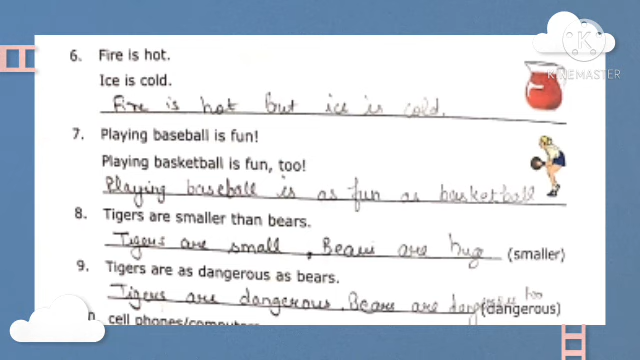 6. Fire is hot.
Ice is cold.
Fire is hot but ice is cold.
KINEMASTER
7. Playing baseball is fun!
Playing basketball is fun, too!
Playing baseball is as fun as basketball
8. Tigers are smaller than bears.
Tigers are small , Bears are huge (smaller)
9. Tigers are as dangerous as bears.
Tigers are dangerous. Bears are dangerous too (dangerous)
cell phones/